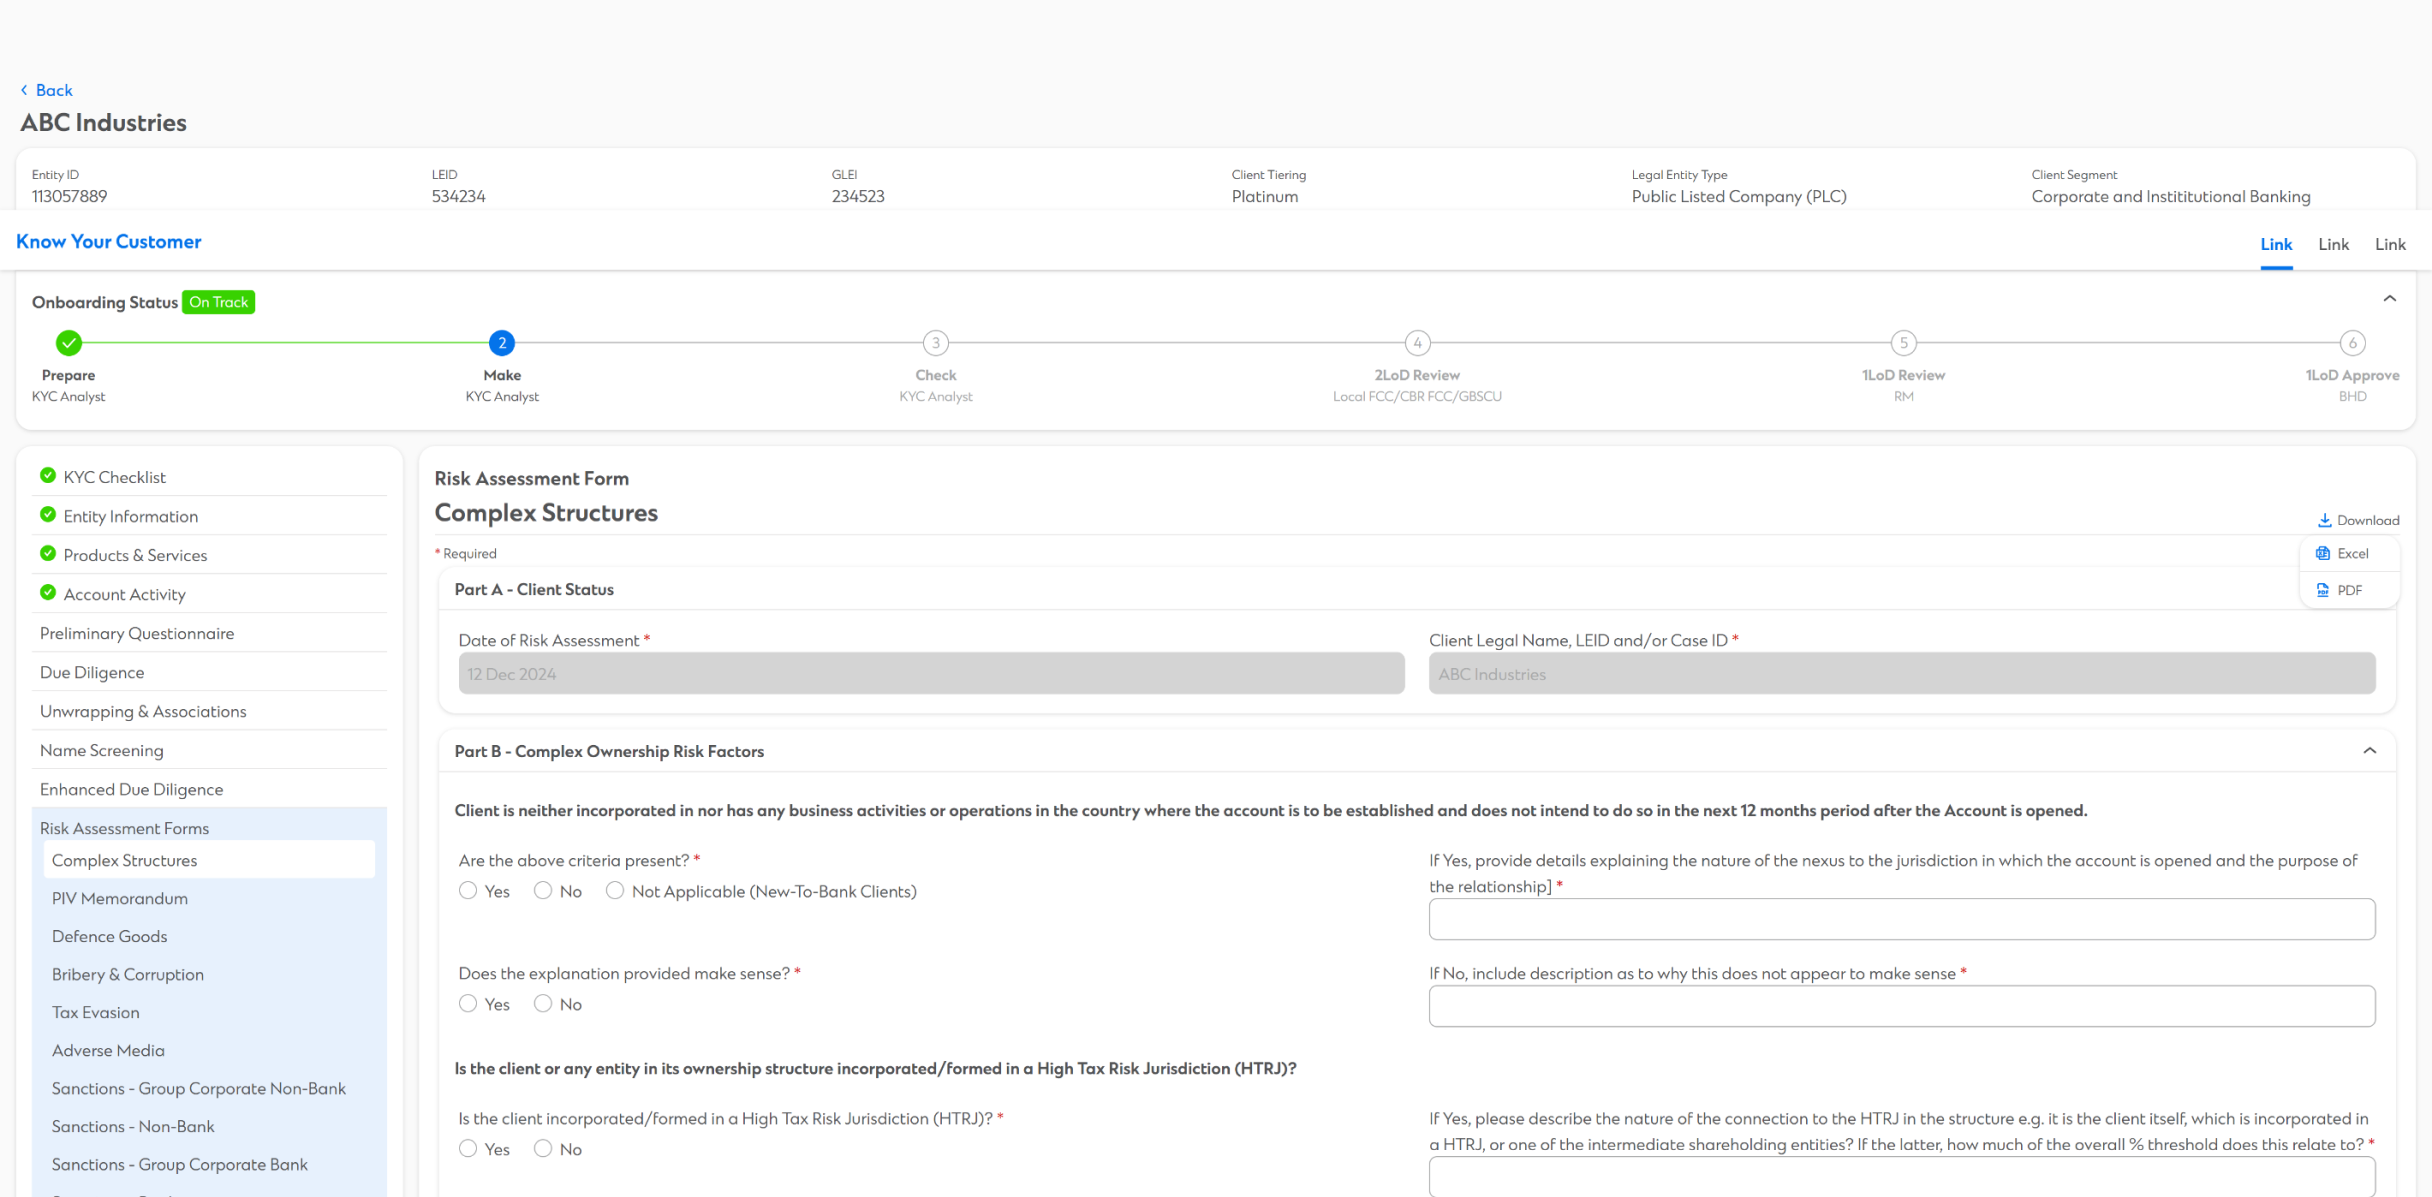 Back
ABC Industries
Entity ID
113057889
LEID
534234
GLEI
234523
Client Tiering
Platinum
Legal Entity Type
Public Listed Company (PLC)
Client Segment
Corporate and Instititutional Banking
Know Your Customer
Link
Link
Link
Onboarding Status
On Track
Prepare
KYC Analyst
2
Make
KYC Analyst
3
Check
KYC Analyst
4
2LoD Review
Local FCC/CBR FCC/GBSCU
5
1LoD Review
RM
6
1LoD Approve
BHD
KYC Checklist
Entity Information
Products & Services
Account Activity
Preliminary Questionnaire
Due Diligence
Unwrapping & Associations
Name Screening
Enhanced Due Diligence
Risk Assessment Forms
Complex Structures
PIV Memorandum
Defence Goods
Bribery & Corruption
Tax Evasion
Adverse Media
Sanctions - Group Corporate Non-Bank
Sanctions - Non-Bank
Sanctions - Group Corporate Bank
Risk Assessment Form
Complex Structures
Download
Excel
PDF
* Required
Part A - Client Status
Date of Risk Assessment *
12 Dec 2024
Client Legal Name, LEID and/or Case ID *
ABC Industries
Part B - Complex Ownership Risk Factors
Client is neither incorporated in nor has any business activities or operations in the country where the account is to be established and does not intend to do so in the next 12 months period after the Account is opened.
Are the above criteria present? *
Yes No Not Applicable (New-To-Bank Clients)
If Yes, provide details explaining the nature of the nexus to the jurisdiction in which the account is opened and the purpose of
the relationship] *
Does the explanation provided make sense? *
Yes No
If No, include description as to why this does not appear to make sense *
Is the client or any entity in its ownership structure incorporated/formed in a High Tax Risk Jurisdiction (HTRJ)?
Is the client incorporated/formed in a High Tax Risk Jurisdiction (HTRJ)? *
Yes No
If Yes, please describe the nature of the connection to the HTRJ in the structure e.g. it is the client itself, which is incorporated in
a HTRJ, or one of the intermediate shareholding entities? If the latter, how much of the overall % threshold does this relate to? *